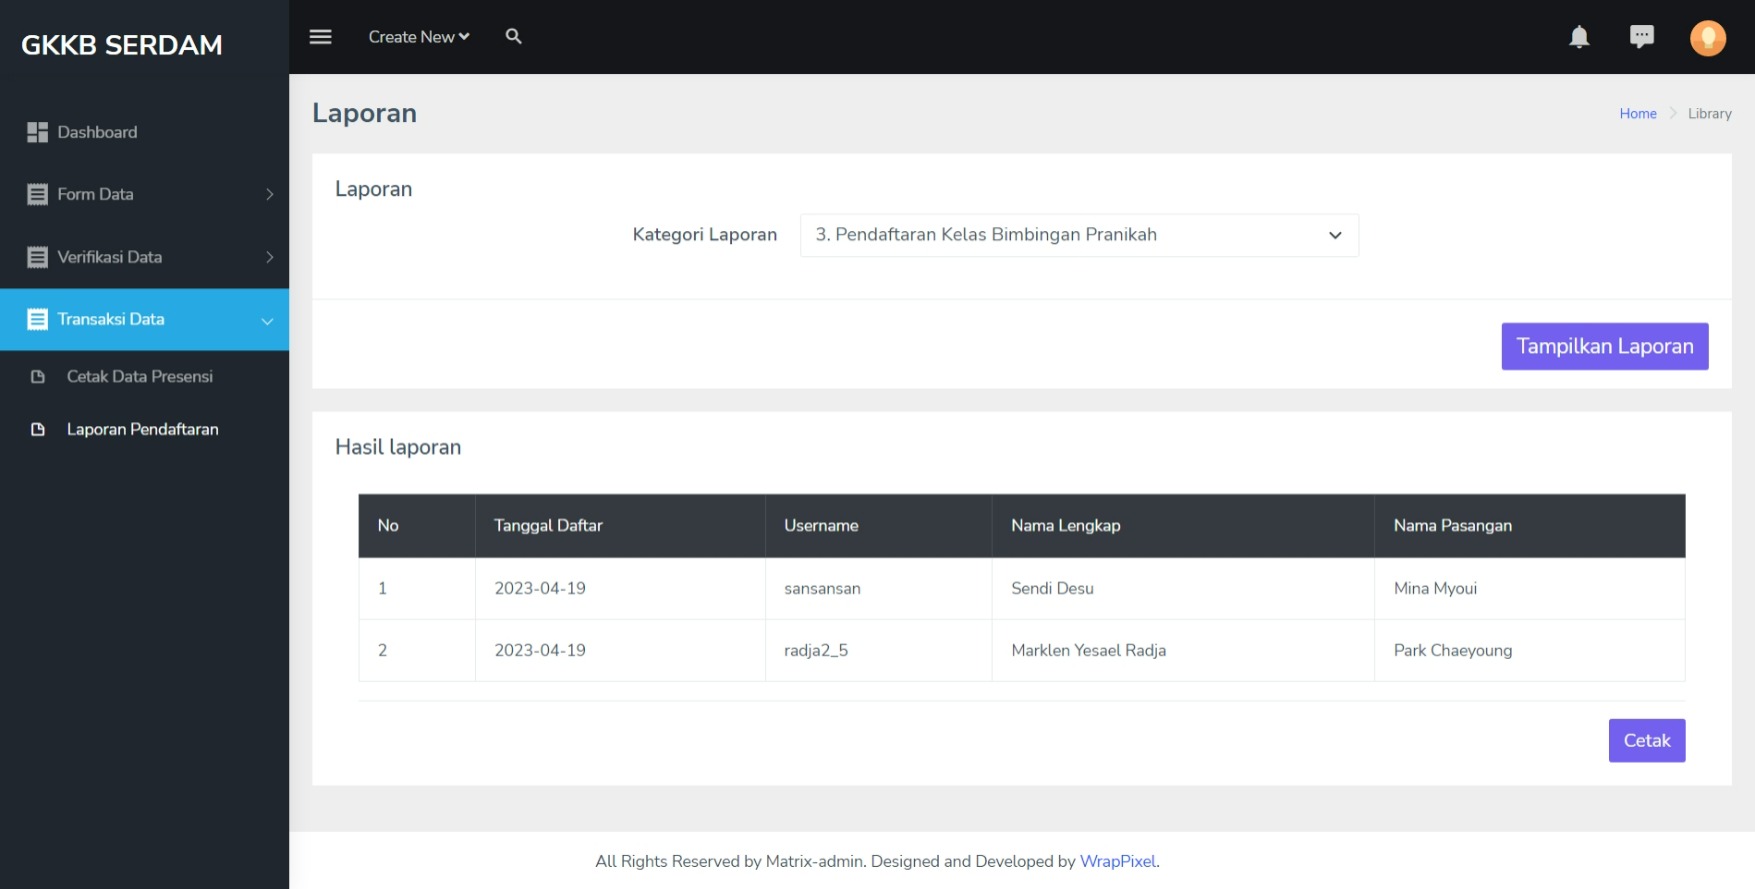 GKKB SERDAM
Create New
Dashboard
Form Data
Verifikasi Data
Transaksi Data
Cetak Data Presensi
Laporan Pendaftaran
Laporan
Home
Library
Laporan
Kategori Laporan
3. Pendaftaran Kelas Bimbingan Pranikah
Tampilkan Laporan
Hasil laporan
No Tanggal Daftar Username Nama Lengkap Nama Pasangan
1 2023-04-19 sansansan Sendi Desu Mina Myoui
2 2023-04-19 radja2_5 Marklen Yesael Radja Park Chaeyoung
Cetak
All Rights Reserved by Matrix-admin. Designed and Developed by WrapPixel.